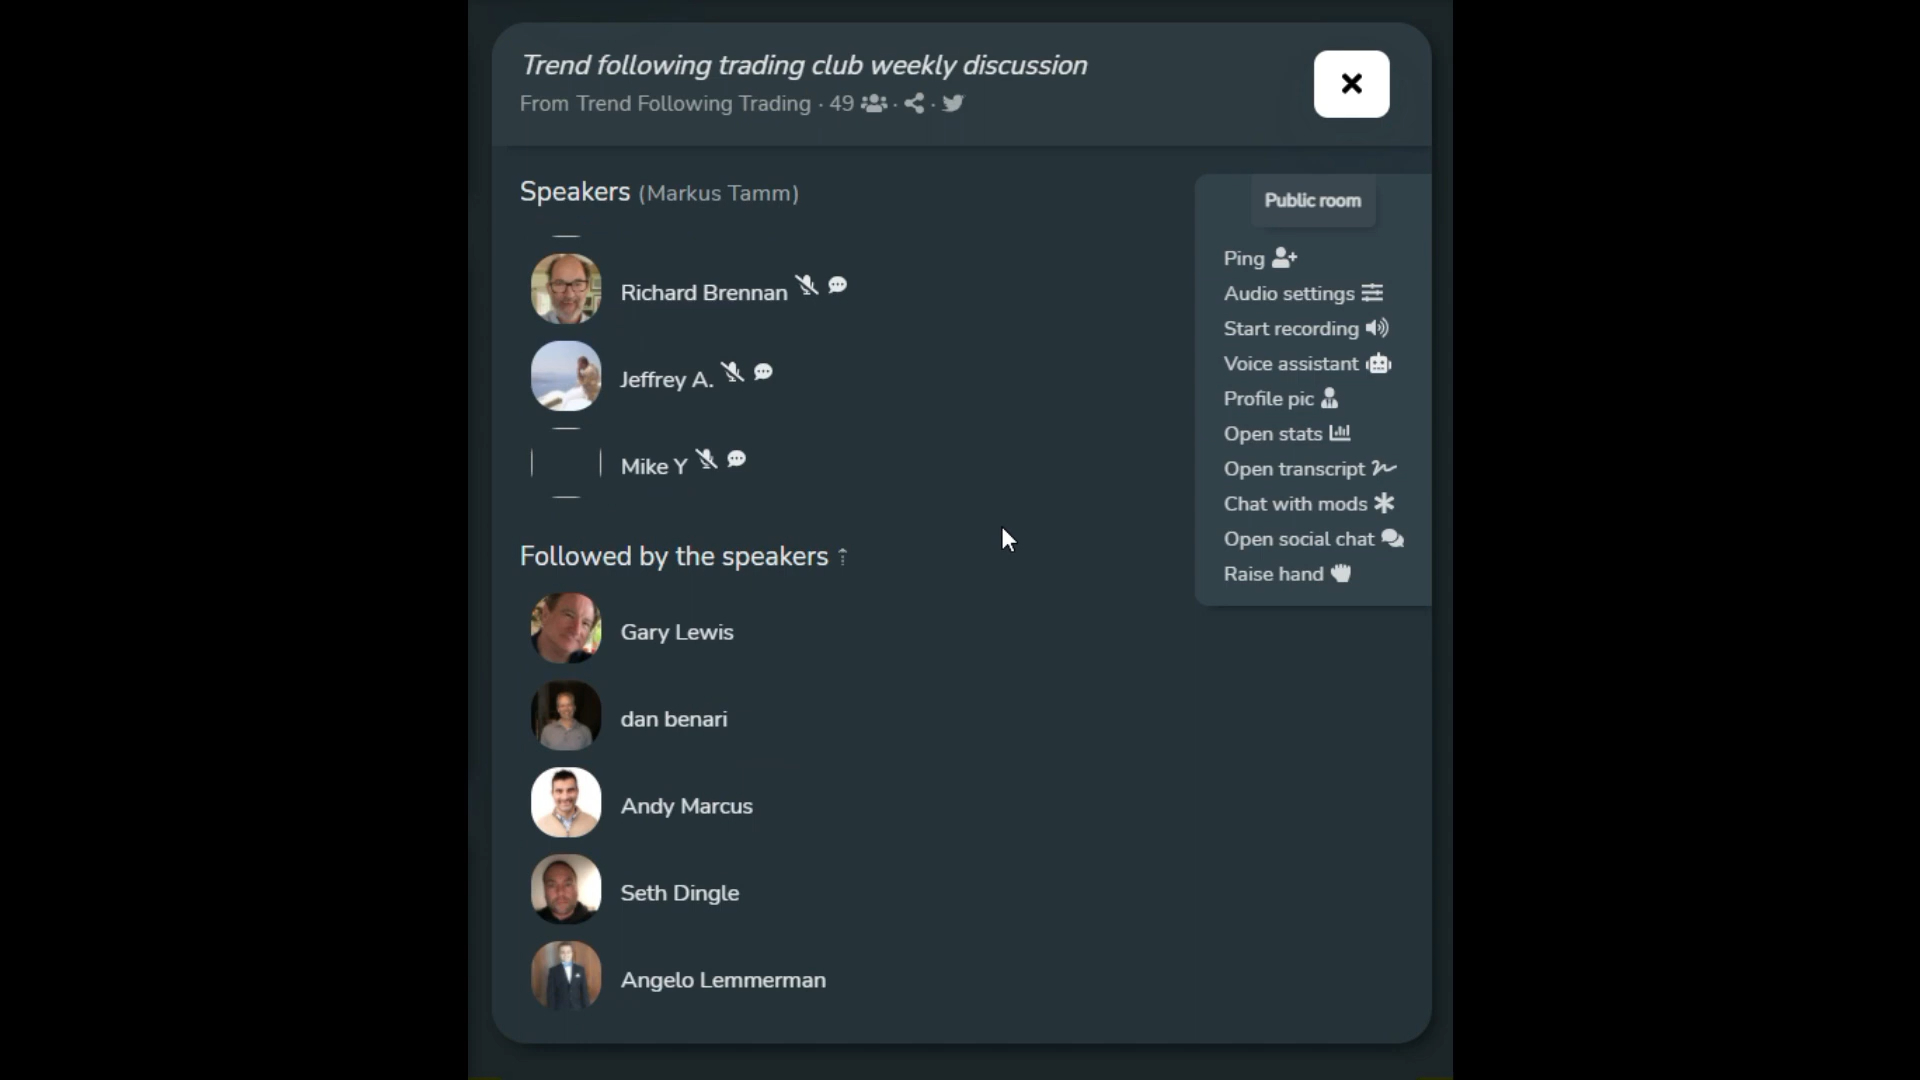 Trend following trading club weekly discussion
From Trend Following Trading · 49 · ·
Speakers (Markus Tamm)
Richard Brennan
Jeffrey A.
Mike Y
Followed by the speakers
Gary Lewis
dan benari
Andy Marcus
Seth Dingle
Angelo Lemmerman
Public room
Ping
Audio settings
Start recording
Voice assistant
Profile pic
Open stats
Open transcript
Chat with mods
Open social chat
Raise hand